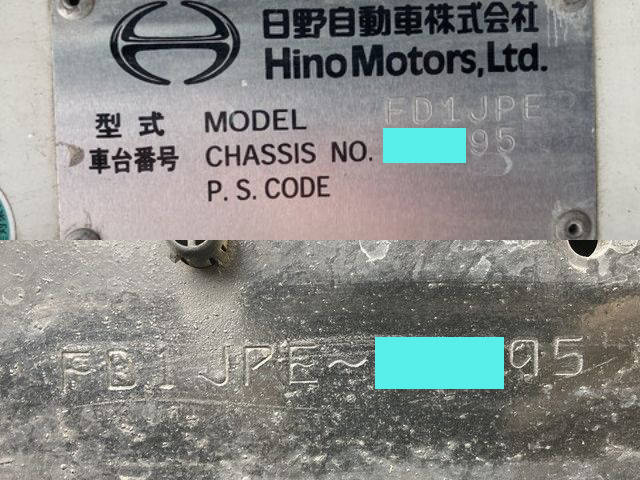 日野自動車株式会社
Hino Motors, Ltd.
型式 MODEL FD1JPE
車台番号 CHASSIS NO. 95
P. S. CODE
FD1JPE~ 95